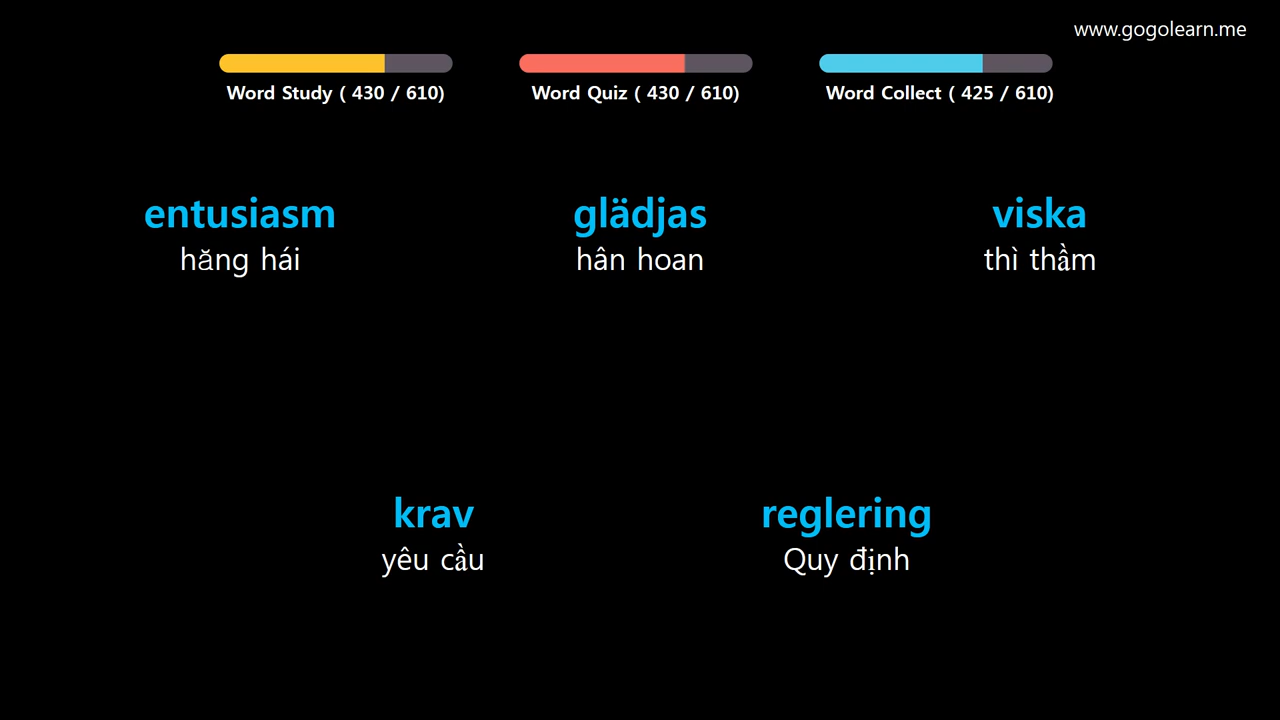 www.gogolearn.me
Word Study ( 430 / 610)
Word Quiz ( 430 / 610)
Word Collect ( 425 / 610)
entusiasm
hăng hái
glädjas
hân hoan
viska
thì thầm
krav
yêu cầu
reglering
Quy định